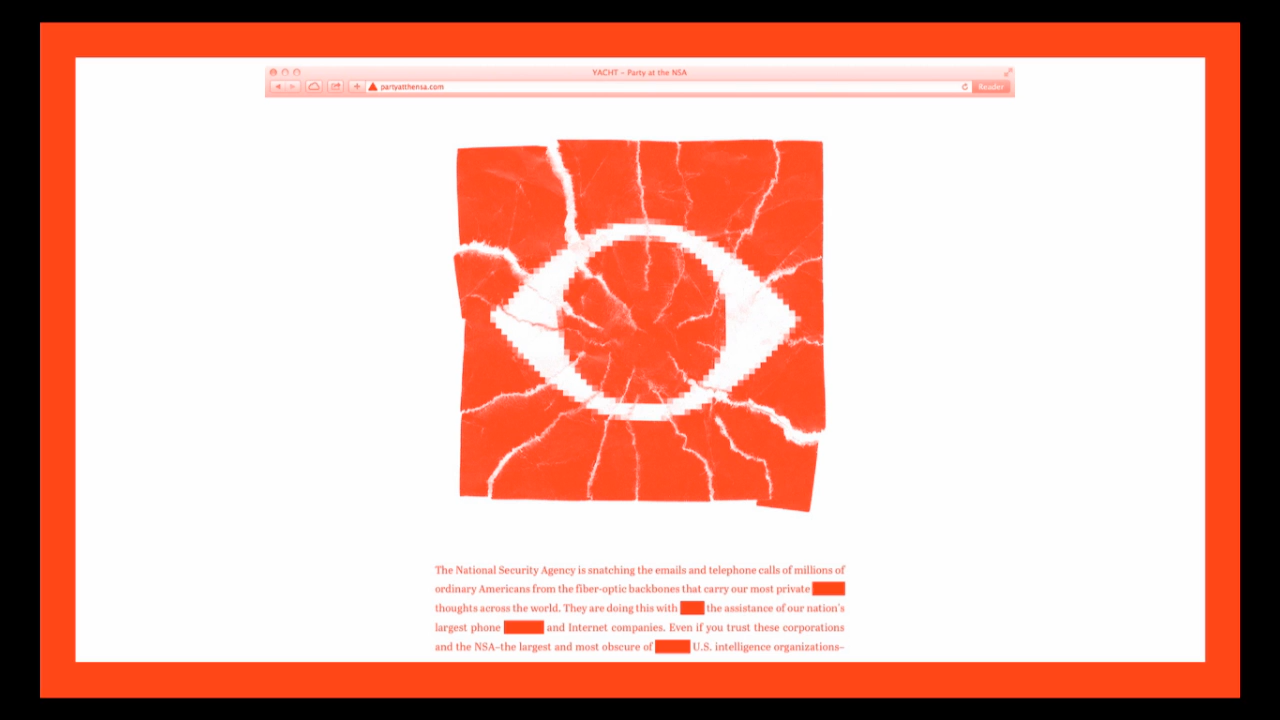 YACHT – Party at the NSA
partyatthensa.com
Reader
The National Security Agency is snatching the emails and telephone calls of millions of
ordinary Americans from the fiber-optic backbones that carry our most private
thoughts across the world. They are doing this with the assistance of our nation's
largest phone and Internet companies. Even if you trust these corporations
and the NSA–the largest and most obscure of U.S. intelligence organizations–